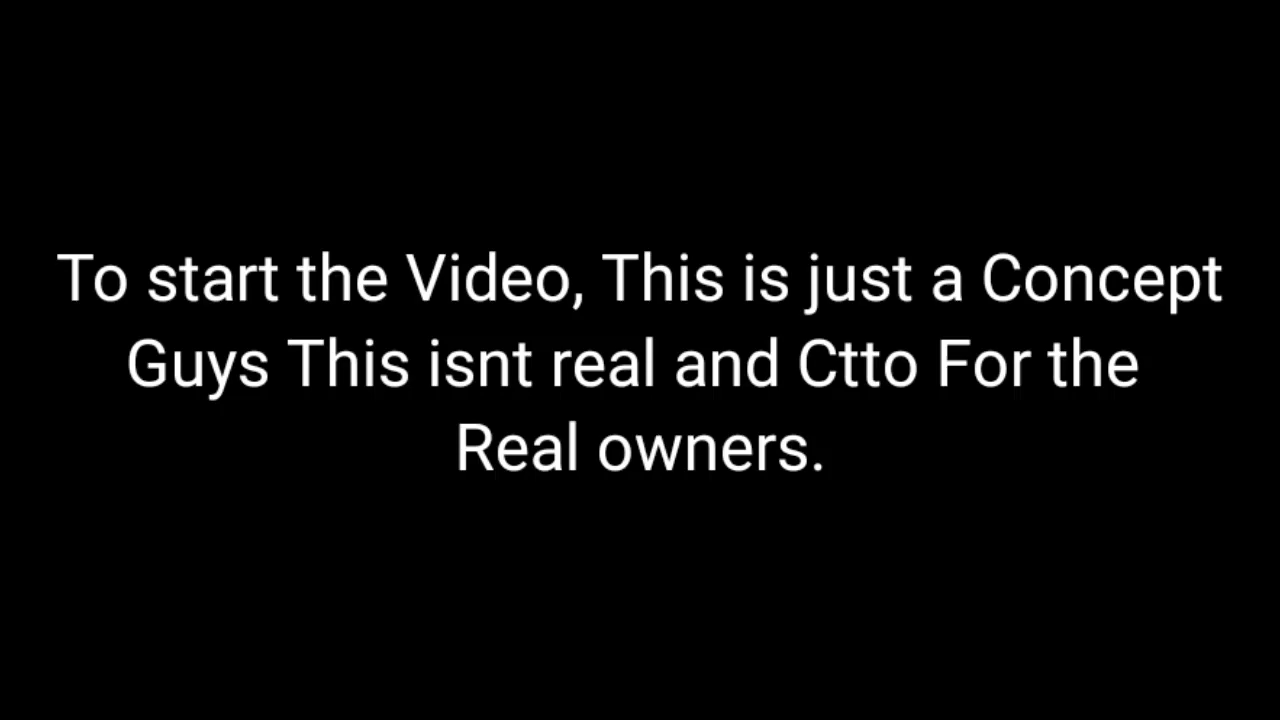 To start the Video, This is just a Concept
Guys This isnt real and Ctto For the
Real owners.